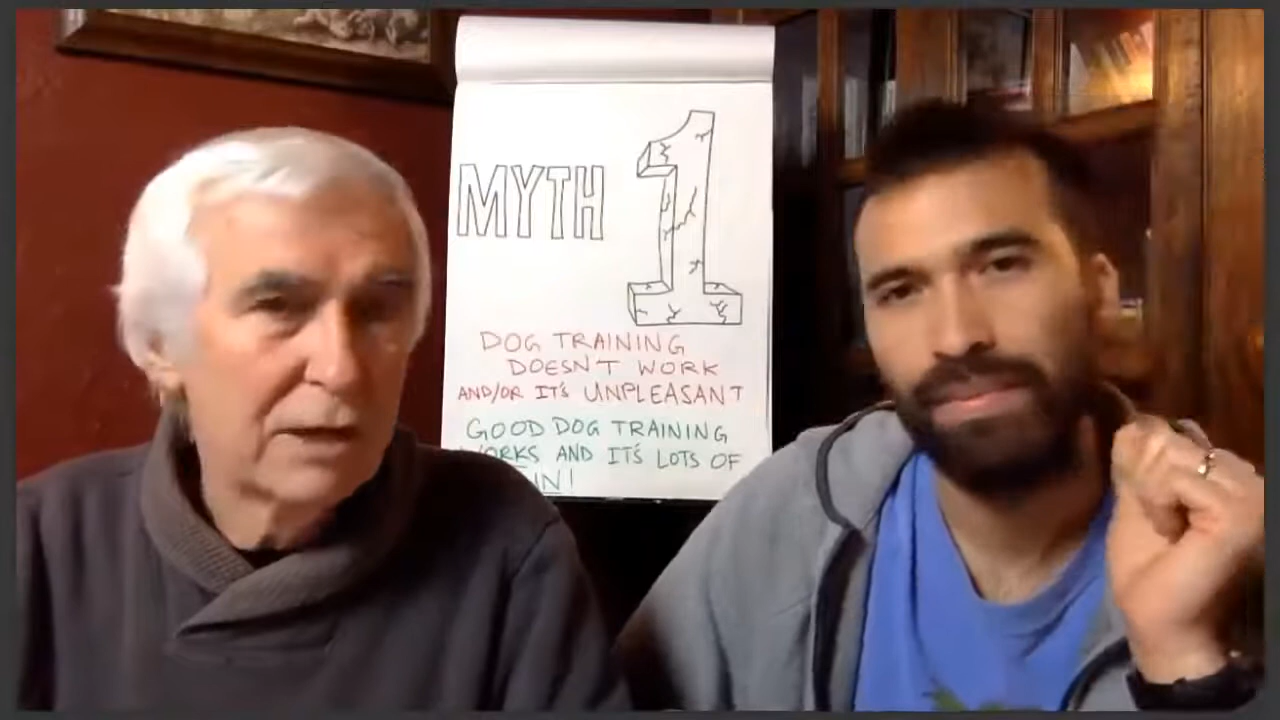 MYTH 1
DOG TRAINING
DOESN'T WORK
AND/OR IT'S UNPLEASANT
GOOD DOG TRAINING
AND IT'S LOTS OF